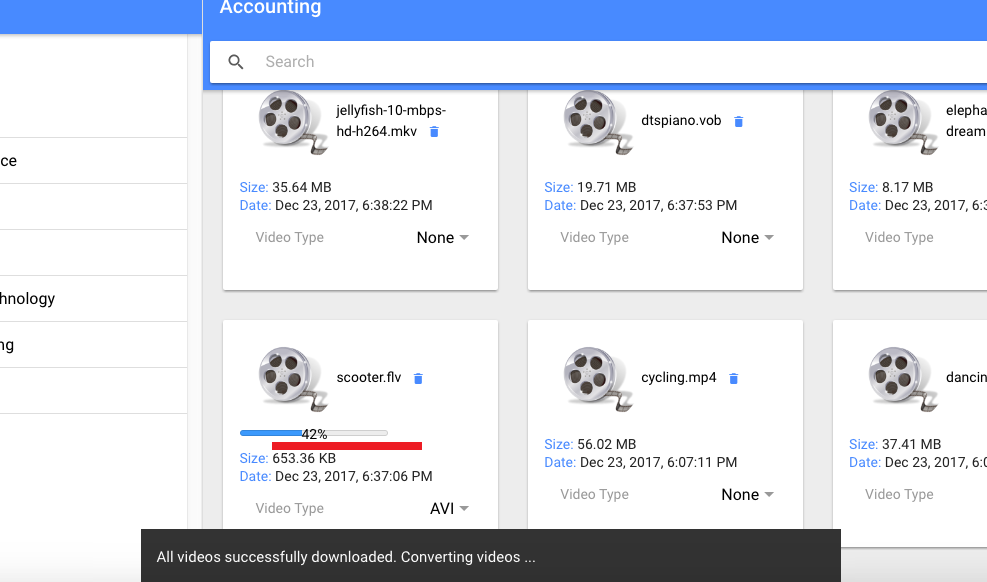 Accounting
Search
ce
hnology
ng
jellyfish-10-mbps-
hd-h264.mkv
Size: 35.64 MB
Date: Dec 23, 2017, 6:38:22 PM
Video Type None
dtspiano.vob
Size: 19.71 MB
Date: Dec 23, 2017, 6:37:53 PM
Video Type None
elepha
dream
Size: 8.17 MB
Date: Dec 23, 2017, 6:3
Video Type
scooter.flv
42%
Size: 653.36 KB
Date: Dec 23, 2017, 6:37:06 PM
Video Type AVI
cycling.mp4
Size: 56.02 MB
Date: Dec 23, 2017, 6:07:11 PM
Video Type None
dancin
Size: 37.41 MB
Date: Dec 23, 2017, 6:0
Video Type
All videos successfully downloaded. Converting videos ...